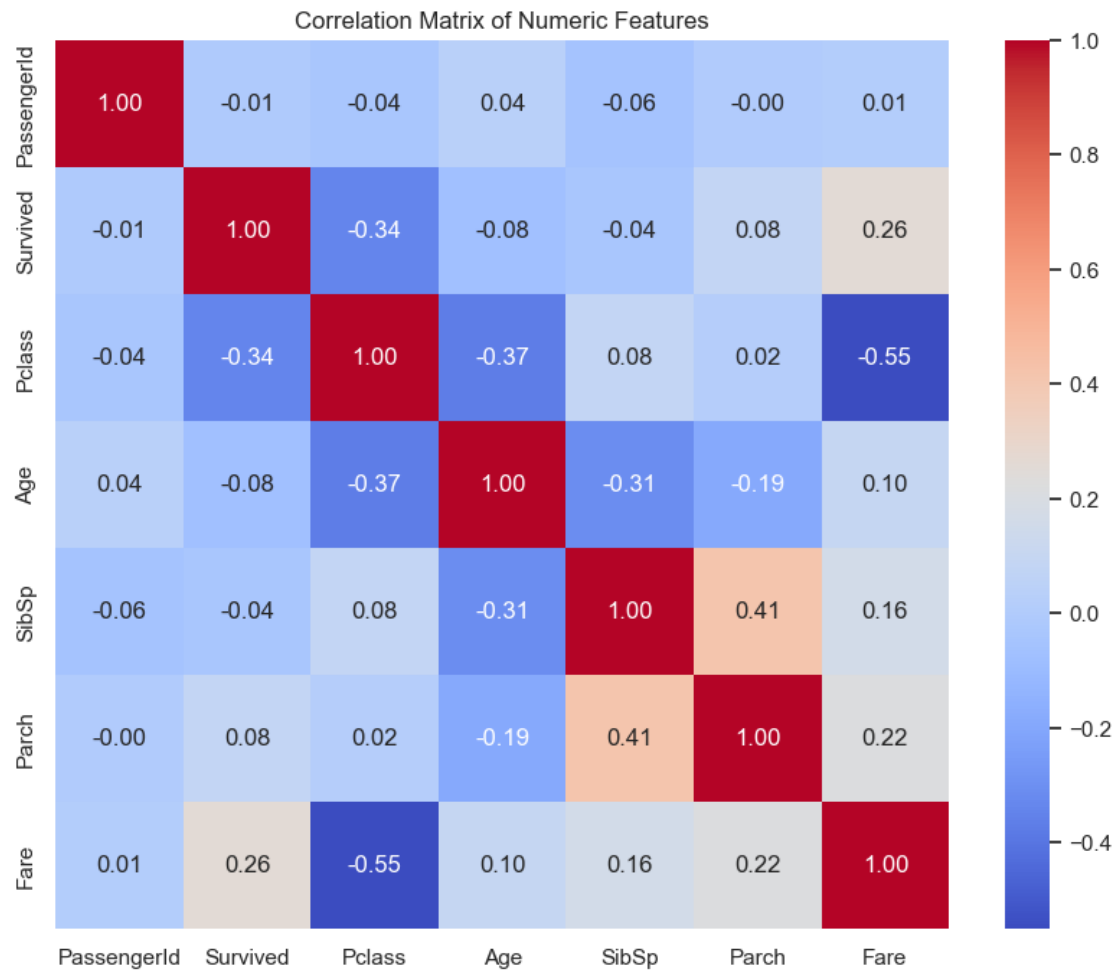 Correlation Matrix of Numeric Features
PassengerId 1.00 -0.01 -0.04 0.04 -0.06 -0.00 0.01
Survived -0.01 1.00 -0.34 -0.08 -0.04 0.08 0.26
Pclass -0.04 -0.34 1.00 -0.37 0.08 0.02 -0.55
Age 0.04 -0.08 -0.37 1.00 -0.31 -0.19 0.10
SibSp -0.06 -0.04 0.08 -0.31 1.00 0.41 0.16
Parch -0.00 0.08 0.02 -0.19 0.41 1.00 0.22
Fare 0.01 0.26 -0.55 0.10 0.16 0.22 1.00
PassengerId Survived Pclass Age SibSp Parch Fare
1.0
0.8
0.6
0.4
0.2
0.0
−0.2
−0.4